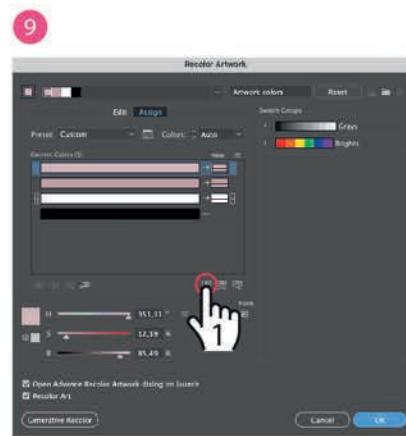 9
Recolor Artwork
Artwork colors Reset
Edit Assign
Preset: Custom Colors: Auto
Current Colors (3) New
Swatch Groups
Grays
Brights
None
H 351,11 °
S 12,19 %
B 85,49 %
1
Open Advance Recolor Artwork dialog on launch
Recolor Art
Generative Recolor Cancel OK